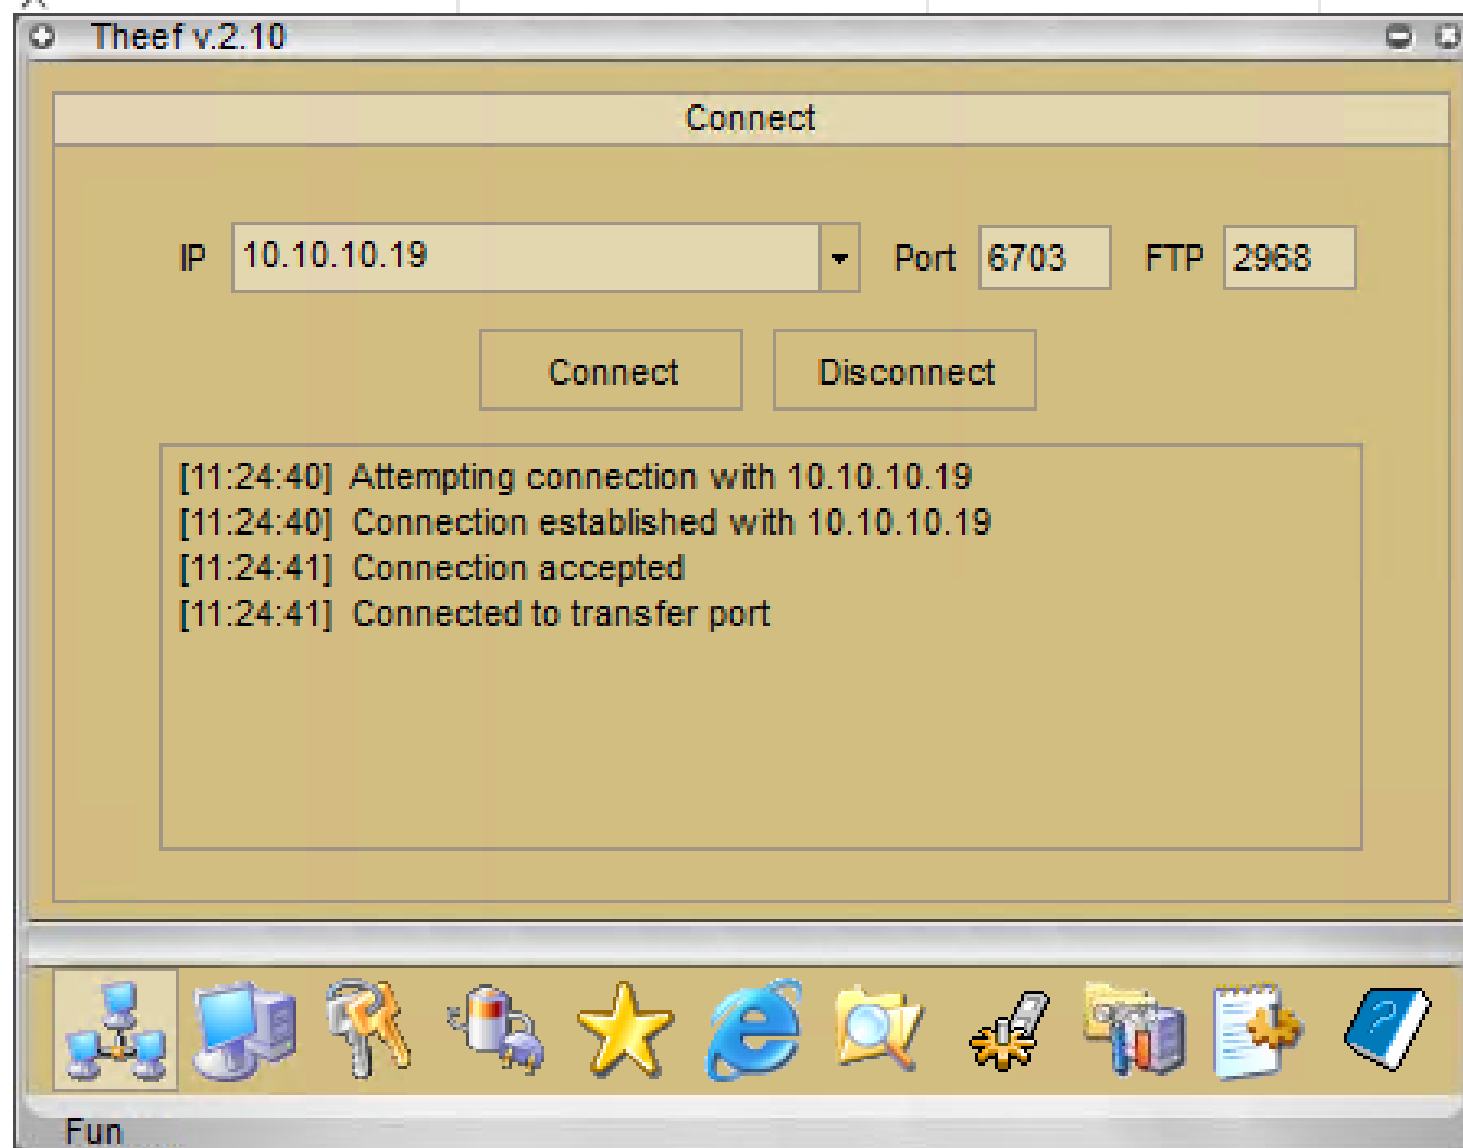 Theef v.2.10
Connect
IP 10.10.10.19 Port 6703 FTP 2968
Connect Disconnect
[11:24:40] Attempting connection with 10.10.10.19
[11:24:40] Connection established with 10.10.10.19
[11:24:41] Connection accepted
[11:24:41] Connected to transfer port
Fun